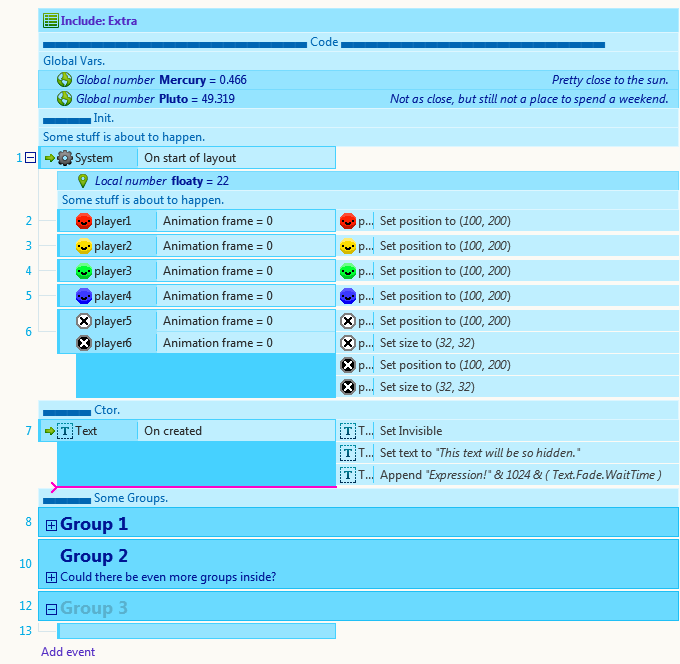 Include: Extra
Code
Global Vars.
Global number Mercury = 0.466 Pretty close to the sun.
Global number Pluto = 49.319 Not as close, but still not a place to spend a weekend.
Init.
Some stuff is about to happen.
1 System On start of layout
Local number floaty = 22
Some stuff is about to happen.
2 player1 Animation frame = 0 p... Set position to (100, 200)
3 player2 Animation frame = 0 p... Set position to (100, 200)
4 player3 Animation frame = 0 p... Set position to (100, 200)
5 player4 Animation frame = 0 p... Set position to (100, 200)
6 player5 Animation frame = 0 p... Set position to (100, 200)
player6 Animation frame = 0 p... Set size to (32, 32)
p... Set position to (100, 200)
p... Set size to (32, 32)
Ctor.
7 T Text On created T T... Set Invisible
T T... Set text to "This text will be so hidden."
T T... Append "Expression!" & 1024 & ( Text.Fade.WaitTime )
Some Groups.
8 Group 1
10 Group 2
Could there be even more groups inside?
12 Group 3
13
Add event